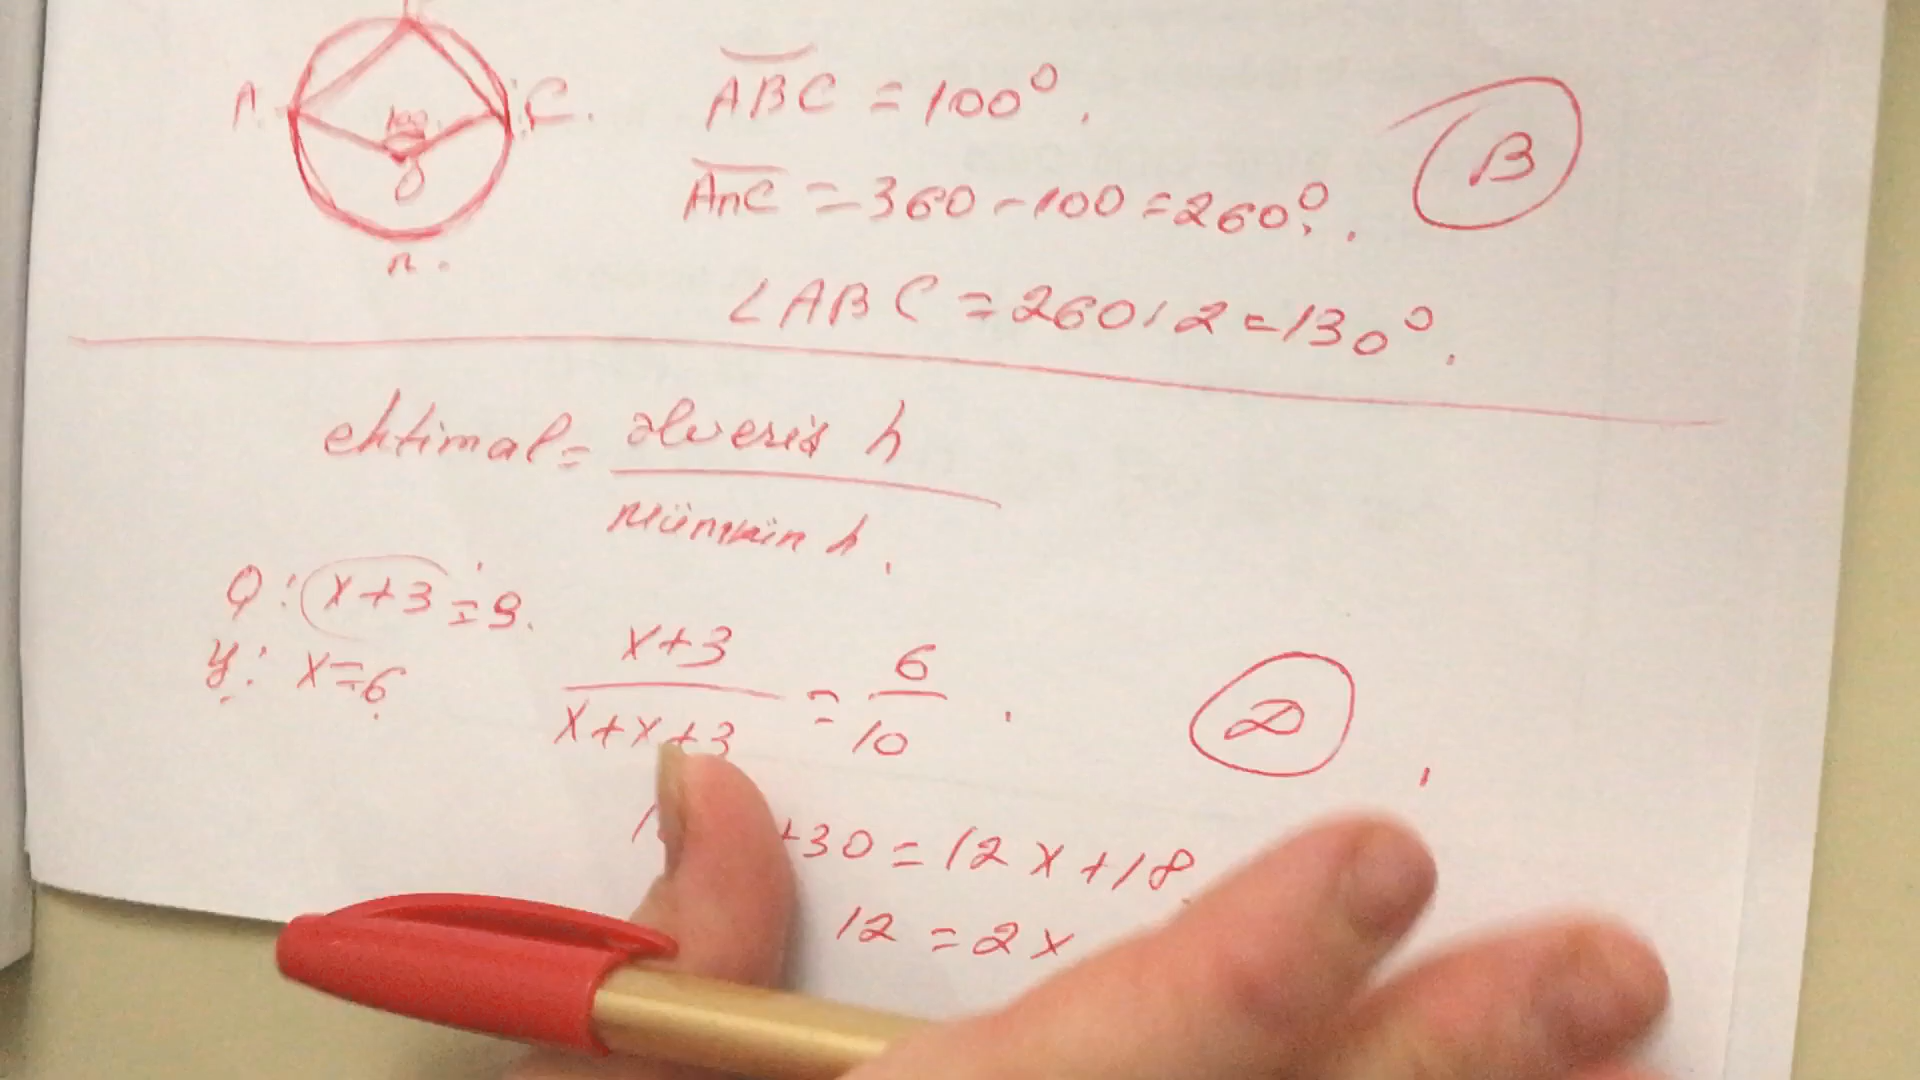 A.
100
C.
O
n.
ABC = 100°.
AnC = 360 - 100 = 260°.
B
∠ABC = 260:2 = 130°.
ehtimal = əlveriş h
mümkün h.
Q: x+3 = 9.
y: x = 6
x+3 / x+x+3 = 6 / 10
D
+30 = 12x + 18
12 = 2x